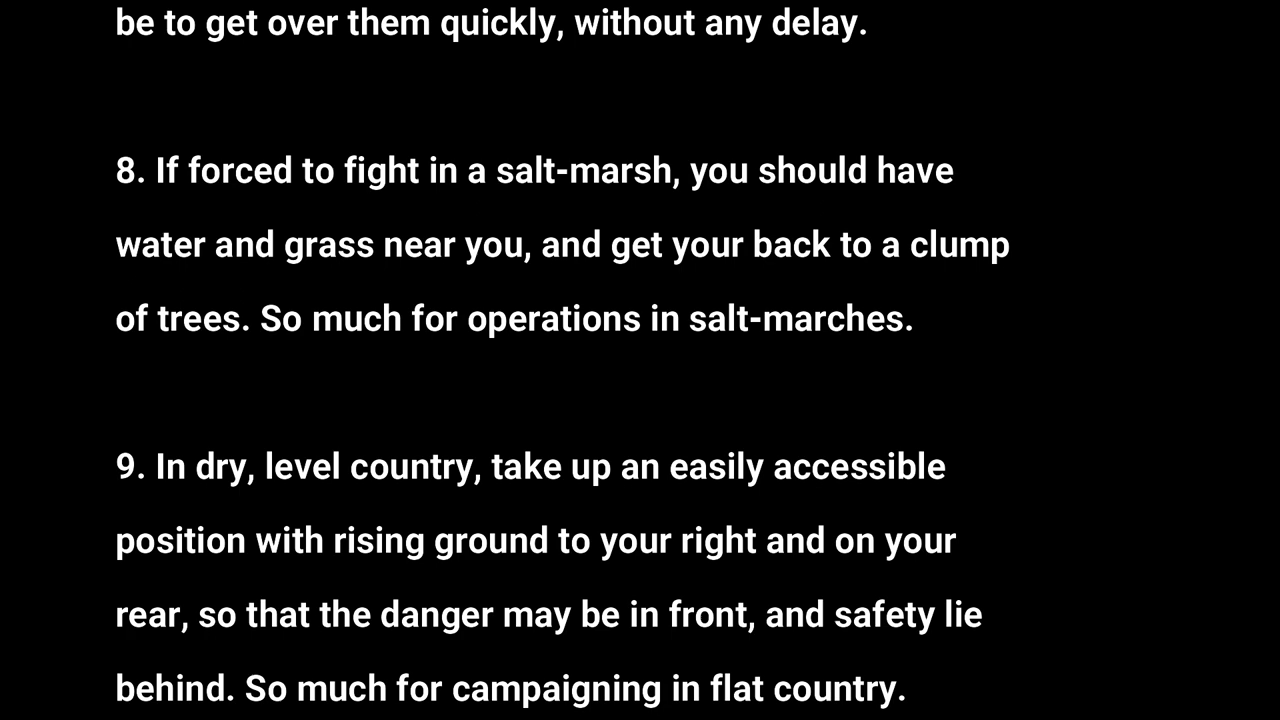 be to get over them quickly, without any delay.
8. If forced to fight in a salt-marsh, you should have
water and grass near you, and get your back to a clump
of trees. So much for operations in salt-marches.
9. In dry, level country, take up an easily accessible
position with rising ground to your right and on your
rear, so that the danger may be in front, and safety lie
behind. So much for campaigning in flat country.